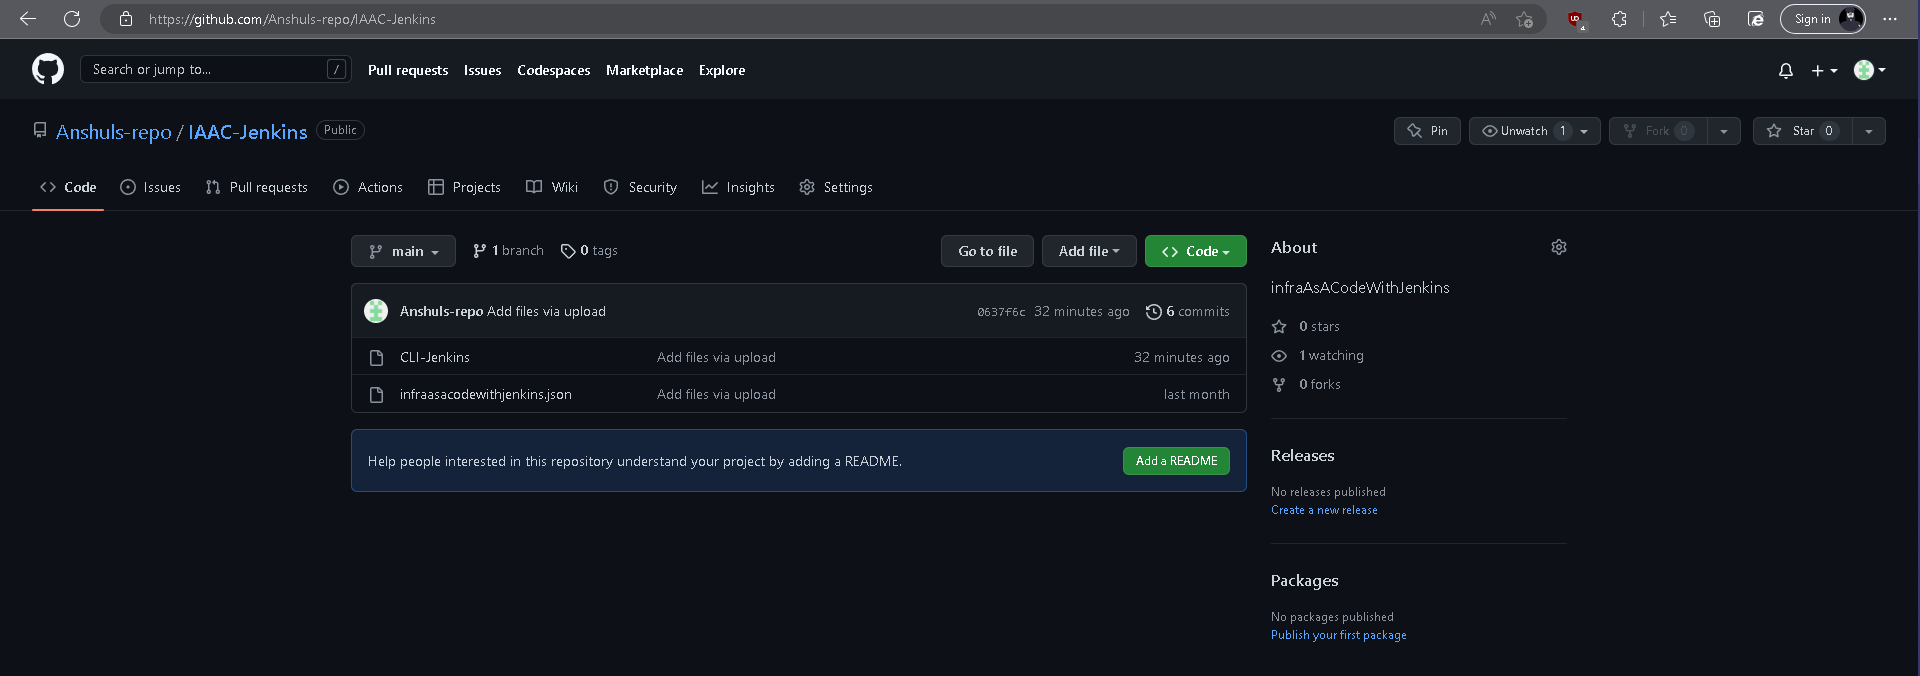 https://github.com/Anshuls-repo/IAAC-Jenkins
Sign in
Search or jump to... /
Pull requests Issues Codespaces Marketplace Explore
Anshuls-repo / IAAC-Jenkins Public
Pin Unwatch 1 Fork 0 Star 0
Code Issues Pull requests Actions Projects Wiki Security Insights Settings
main 1 branch 0 tags Go to file Add file Code
Anshuls-repo Add files via upload 0637f6c 32 minutes ago 6 commits
CLI-Jenkins Add files via upload 32 minutes ago
infraasacodewithjenkins.json Add files via upload last month
Help people interested in this repository understand your project by adding a README. Add a README
About
infraAsACodeWithJenkins
0 stars
1 watching
0 forks
Releases
No releases published
Create a new release
Packages
No packages published
Publish your first package